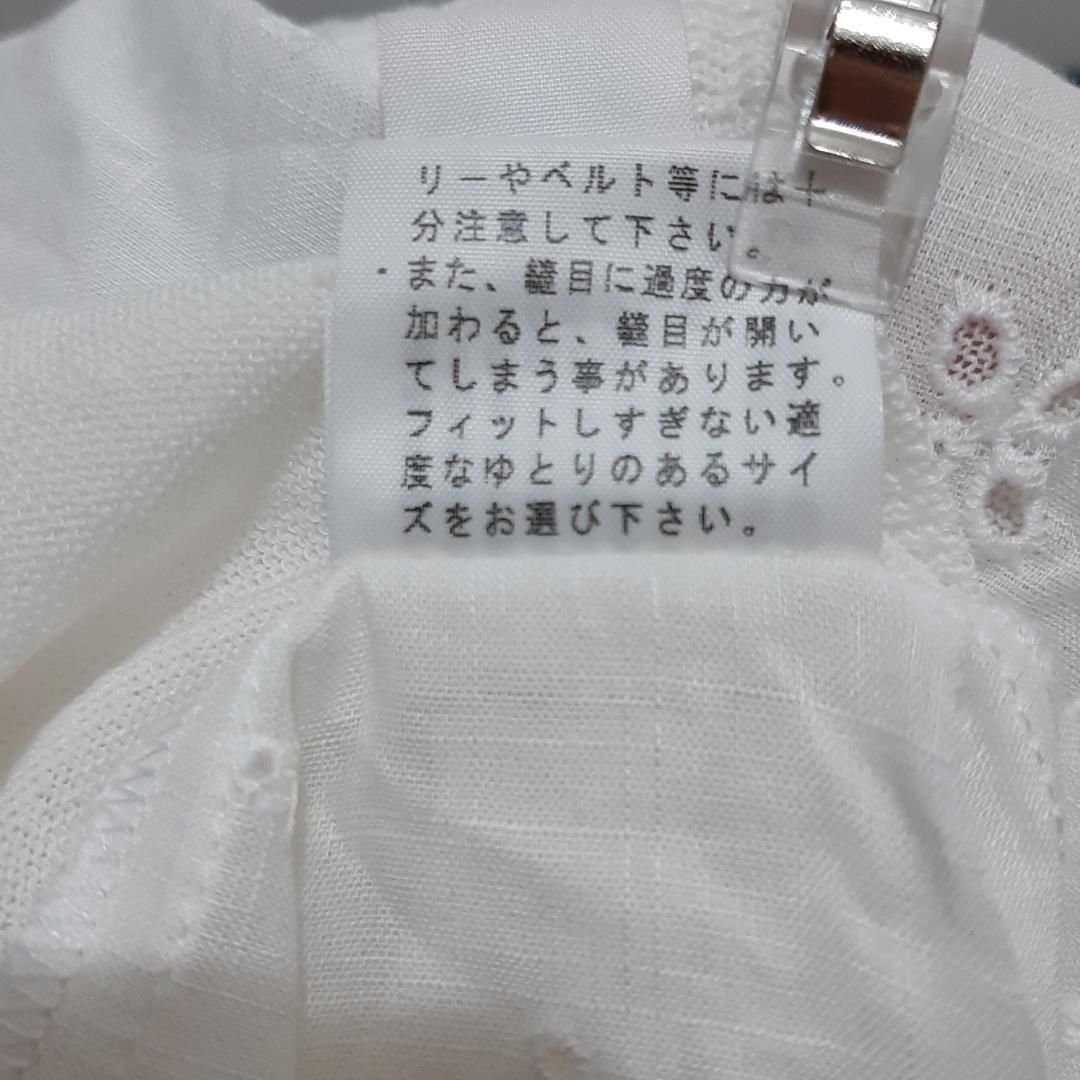 リーやベルト等には十
分注意して下さい。
・また、縫目に過度の力が
加わると、縫目が開い
てしまう事があります。
フィットしすぎない適
度なゆとりのあるサイ
ズをお選び下さい。